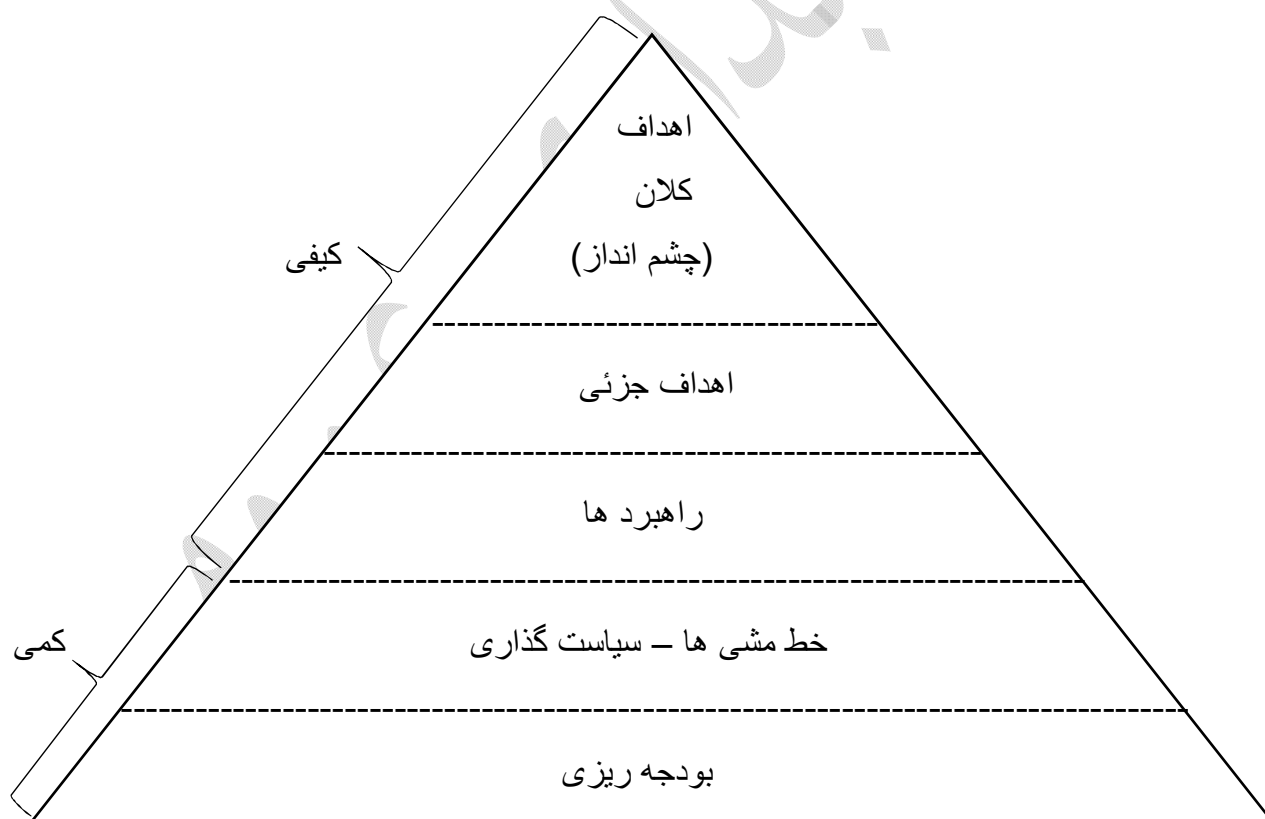 اهداف
کلان
(چشم انداز)
کیفی
اهداف جزئی
راهبرد ها
خط مشی ها – سیاست گذاری
کمی
بودجه ریزی